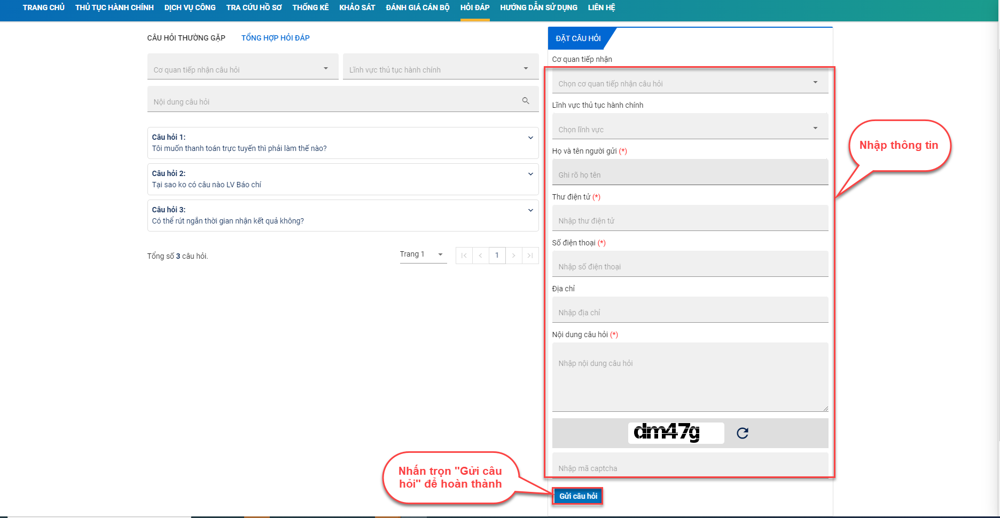 TRANG CHỦ THỦ TỤC HÀNH CHÍNH DỊCH VỤ CÔNG TRA CỨU HỒ SƠ THỐNG KÊ KHẢO SÁT ĐÁNH GIÁ CÁN BỘ HỎI ĐÁP HƯỚNG DẪN SỬ DỤNG LIÊN HỆ
CÂU HỎI THƯỜNG GẶP TỔNG HỢP HỎI ĐÁP
Cơ quan tiếp nhận câu hỏi Lĩnh vực thủ tục hành chính
Nội dung câu hỏi
Câu hỏi 1:
Tôi muốn thanh toán trực tuyến thì phải làm thế nào?
Câu hỏi 2:
Tại sao ko có câu nào LV Báo chí
Câu hỏi 3:
Có thể rút ngắn thời gian nhận kết quả không?
Tổng số 3 câu hỏi.
Trang 1
1
ĐẶT CÂU HỎI
Cơ quan tiếp nhận
Chọn cơ quan tiếp nhận câu hỏi
Lĩnh vực thủ tục hành chính
Chọn lĩnh vực
Họ và tên người gửi (*)
Ghi rõ họ tên
Thư điện tử (*)
Nhập thư điện tử
Số điện thoại (*)
Nhập số điện thoại
Địa chỉ
Nhập địa chỉ
Nội dung câu hỏi (*)
Nhập nội dung câu hỏi
dm47g
Nhập mã captcha
Gửi câu hỏi
Nhập thông tin
Nhấn trọn "Gửi câu
hỏi" để hoàn thành